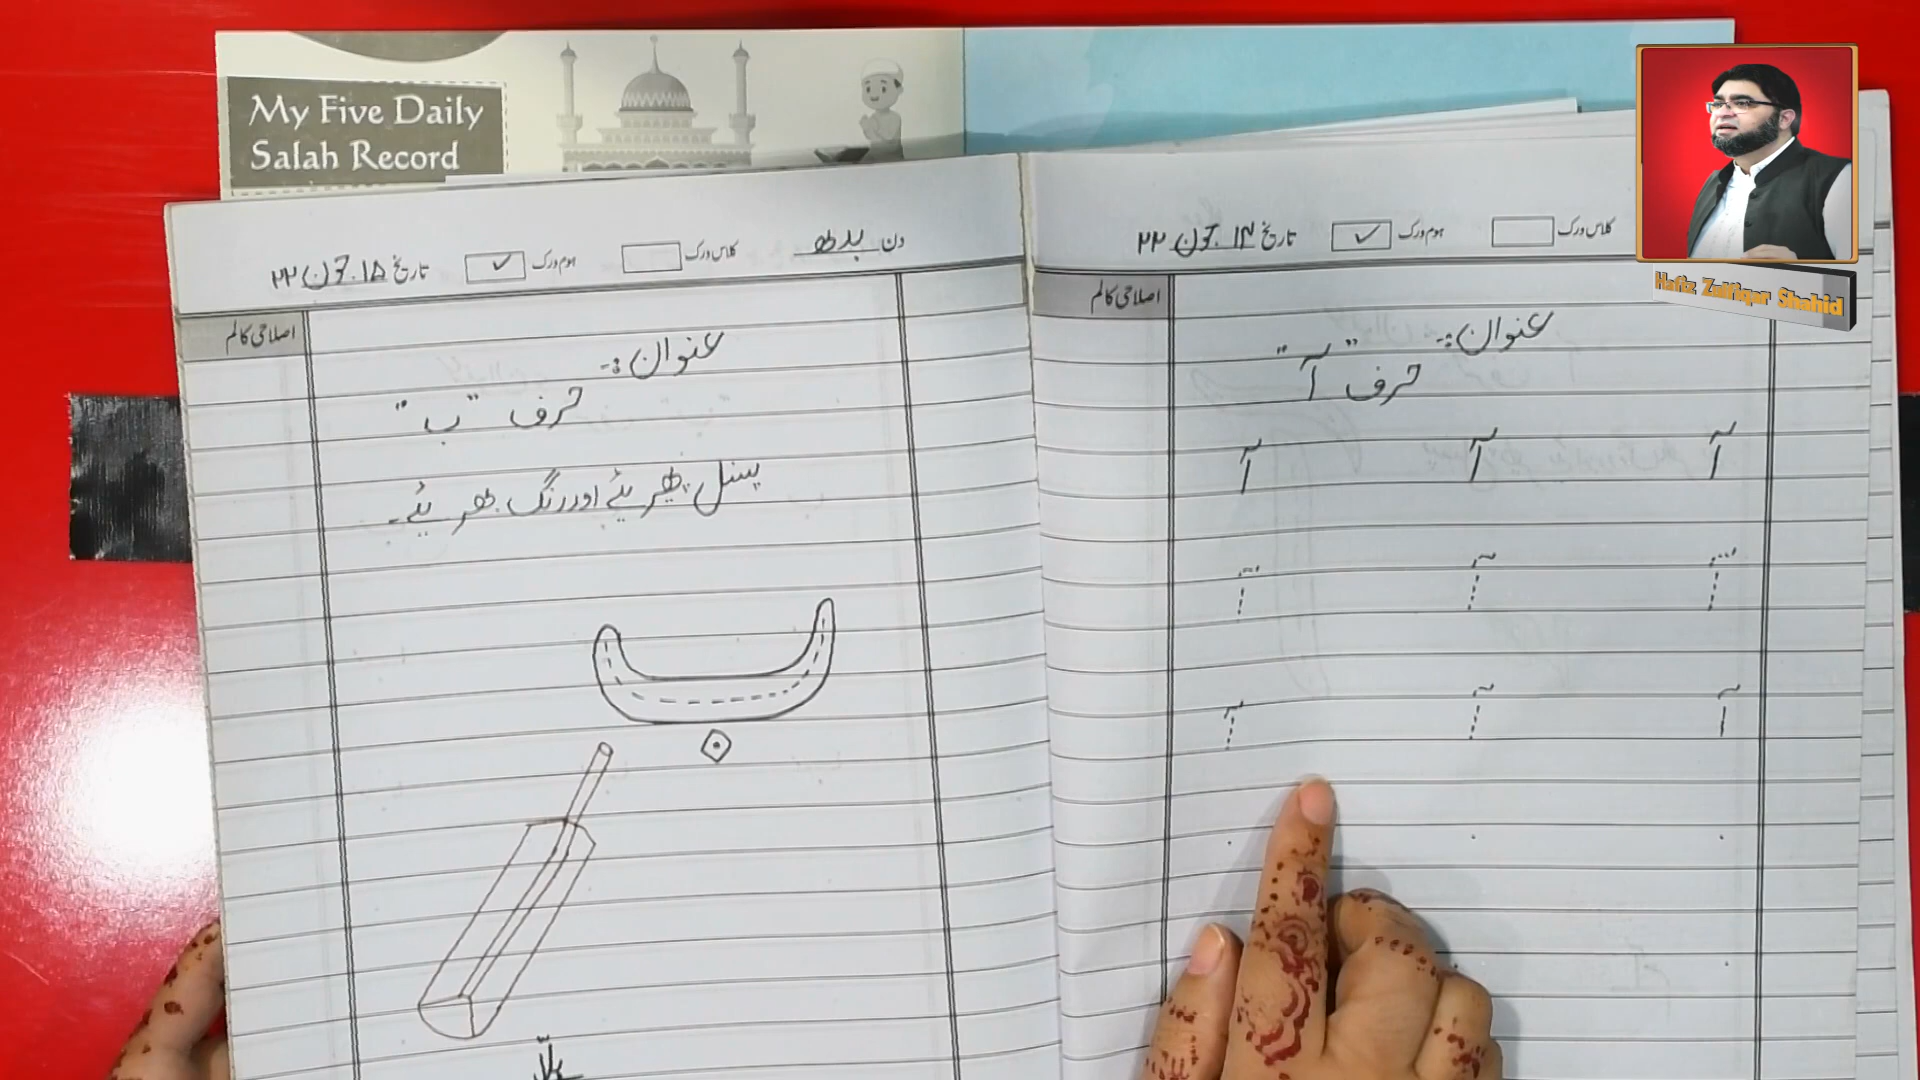 My Five Daily
Salah Record
کلاس ورک ہوم ورک ✓ تاریخ ۱۴ جون ۲۲
اصلاحی کالم
عنوان:-
حرف "آ"
آ آ آ
آ آ آ
آ آ آ
دن بدھ کلاس ورک ہوم ورک ✓ تاریخ ۱۵ جون ۲۲
اصلاحی کالم
عنوان:-
حرف "ب"
پنسل پھیریئے اور رنگ بھریئے۔
ب
بلّا
Hafiz Zulfiqar Shahid